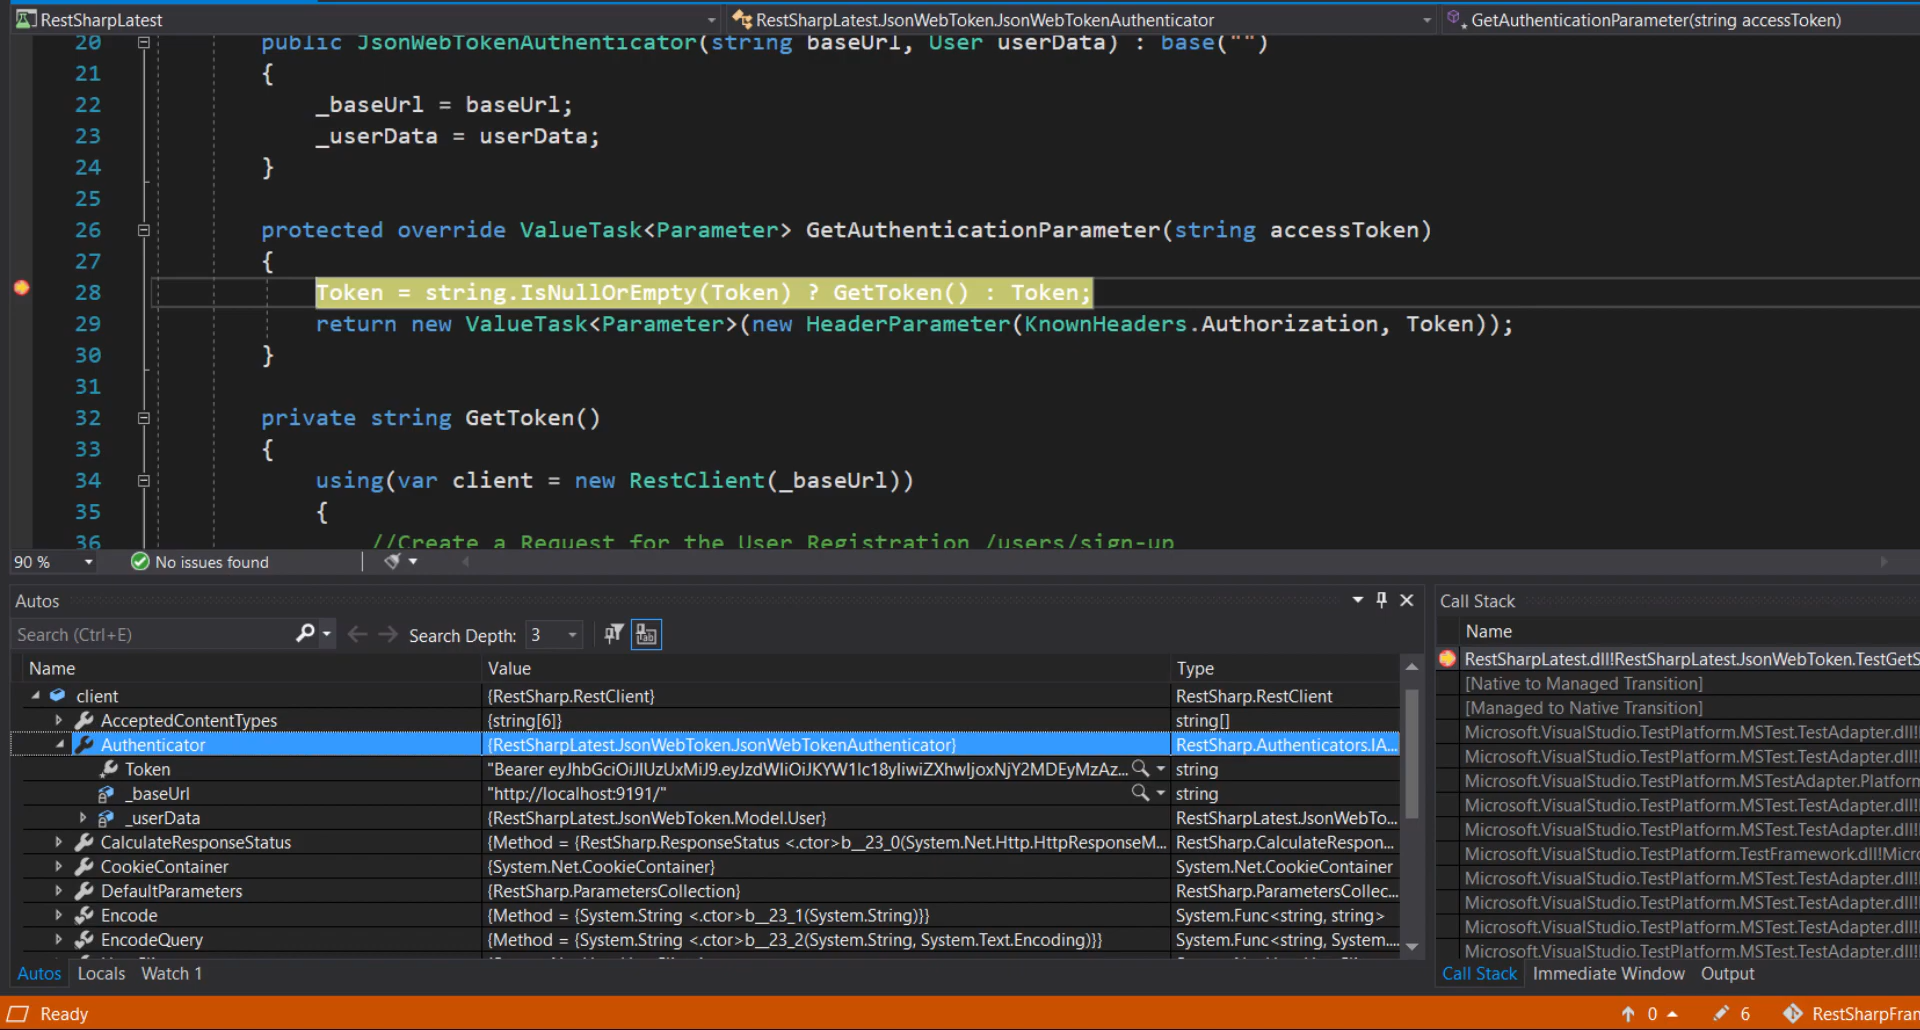 RestSharpLatest
RestSharpLatest.JsonWebToken.JsonWebTokenAuthenticator
GetAuthenticationParameter(string accessToken)
20 public JsonWebTokenAuthenticator(string baseUrl, User userData) : base("")
21 {
22 _baseUrl = baseUrl;
23 _userData = userData;
24 }
25
26 protected override ValueTask<Parameter> GetAuthenticationParameter(string accessToken)
27 {
28 Token = string.IsNullOrEmpty(Token) ? GetToken() : Token;
29 return new ValueTask<Parameter>(new HeaderParameter(KnownHeaders.Authorization, Token));
30 }
31
32 private string GetToken()
33 {
34 using(var client = new RestClient(_baseUrl))
35 {
36 //Create a Request for the User Registration /users/sign-up
90 % No issues found
Autos
Search (Ctrl+E) Search Depth: 3
Name Value Type
client {RestSharp.RestClient} RestSharp.RestClient
AcceptedContentTypes {string[6]} string[]
Authenticator {RestSharpLatest.JsonWebToken.JsonWebTokenAuthenticator} RestSharp.Authenticators.IA...
Token "Bearer eyJhbGciOiJIUzUxMiJ9.eyJzdWIiOiJKYW1lc18yIiwiZXhwIjoxNjY2MDEyMzAz... string
_baseUrl "http://localhost:9191/" string
_userData {RestSharpLatest.JsonWebToken.Model.User} RestSharpLatest.JsonWebTo...
CalculateResponseStatus {Method = {RestSharp.ResponseStatus <.ctor>b__23_0(System.Net.Http.HttpResponseM... RestSharp.CalculateRespon...
CookieContainer {System.Net.CookieContainer} System.Net.CookieContainer
DefaultParameters {RestSharp.ParametersCollection} RestSharp.ParametersCollec...
Encode {Method = {System.String <.ctor>b__23_1(System.String)}} System.Func<string, string>
EncodeQuery {Method = {System.String <.ctor>b__23_2(System.String, System.Text.Encoding)}} System.Func<string, System....
Autos Locals Watch 1
Call Stack
Name
RestSharpLatest.dll!RestSharpLatest.JsonWebToken.TestGetS
[Native to Managed Transition]
[Managed to Native Transition]
Microsoft.VisualStudio.TestPlatform.MSTest.TestAdapter.dll!
Microsoft.VisualStudio.TestPlatform.MSTest.TestAdapter.dll!
Microsoft.VisualStudio.TestPlatform.MSTestAdapter.Platforn
Microsoft.VisualStudio.TestPlatform.MSTest.TestAdapter.dll!
Microsoft.VisualStudio.TestPlatform.MSTest.TestAdapter.dll!
Microsoft.VisualStudio.TestPlatform.TestFramework.dll!Micro
Microsoft.VisualStudio.TestPlatform.MSTest.TestAdapter.dll!
Microsoft.VisualStudio.TestPlatform.MSTest.TestAdapter.dll!
Microsoft.VisualStudio.TestPlatform.MSTest.TestAdapter.dll!
Microsoft.VisualStudio.TestPlatform.MSTest.TestAdapter.dll!
Call Stack Immediate Window Output
Ready 0 6 RestSharpFran